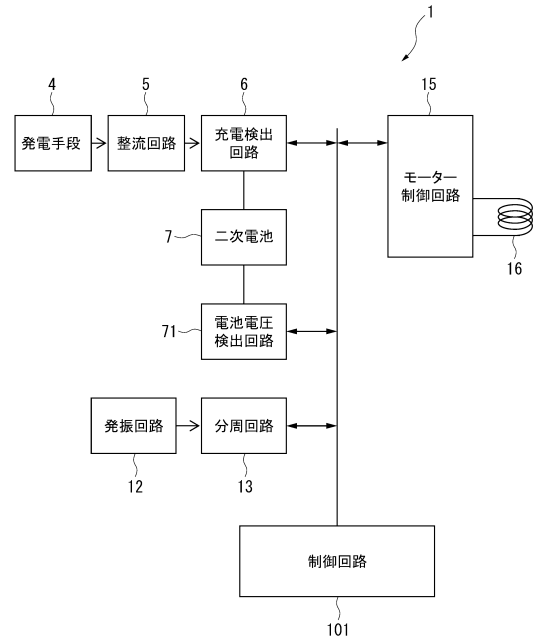 1
4
5
6
15
発電手段
整流回路
充電検出
回路
モーター
制御回路
7
二次電池
16
71
電池電圧
検出回路
発振回路
分周回路
12
13
制御回路
101